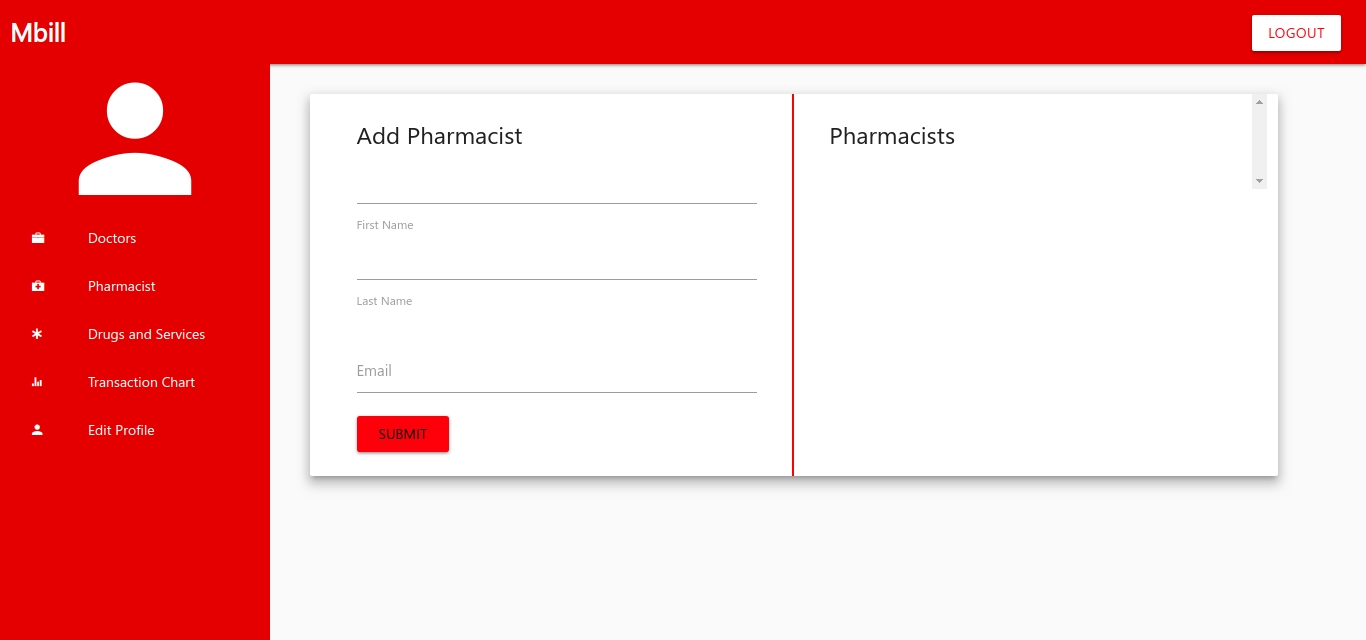 Mbill
LOGOUT
Doctors
Pharmacist
Drugs and Services
Transaction Chart
Edit Profile
Add Pharmacist
First Name
Last Name
Email
SUBMIT
Pharmacists